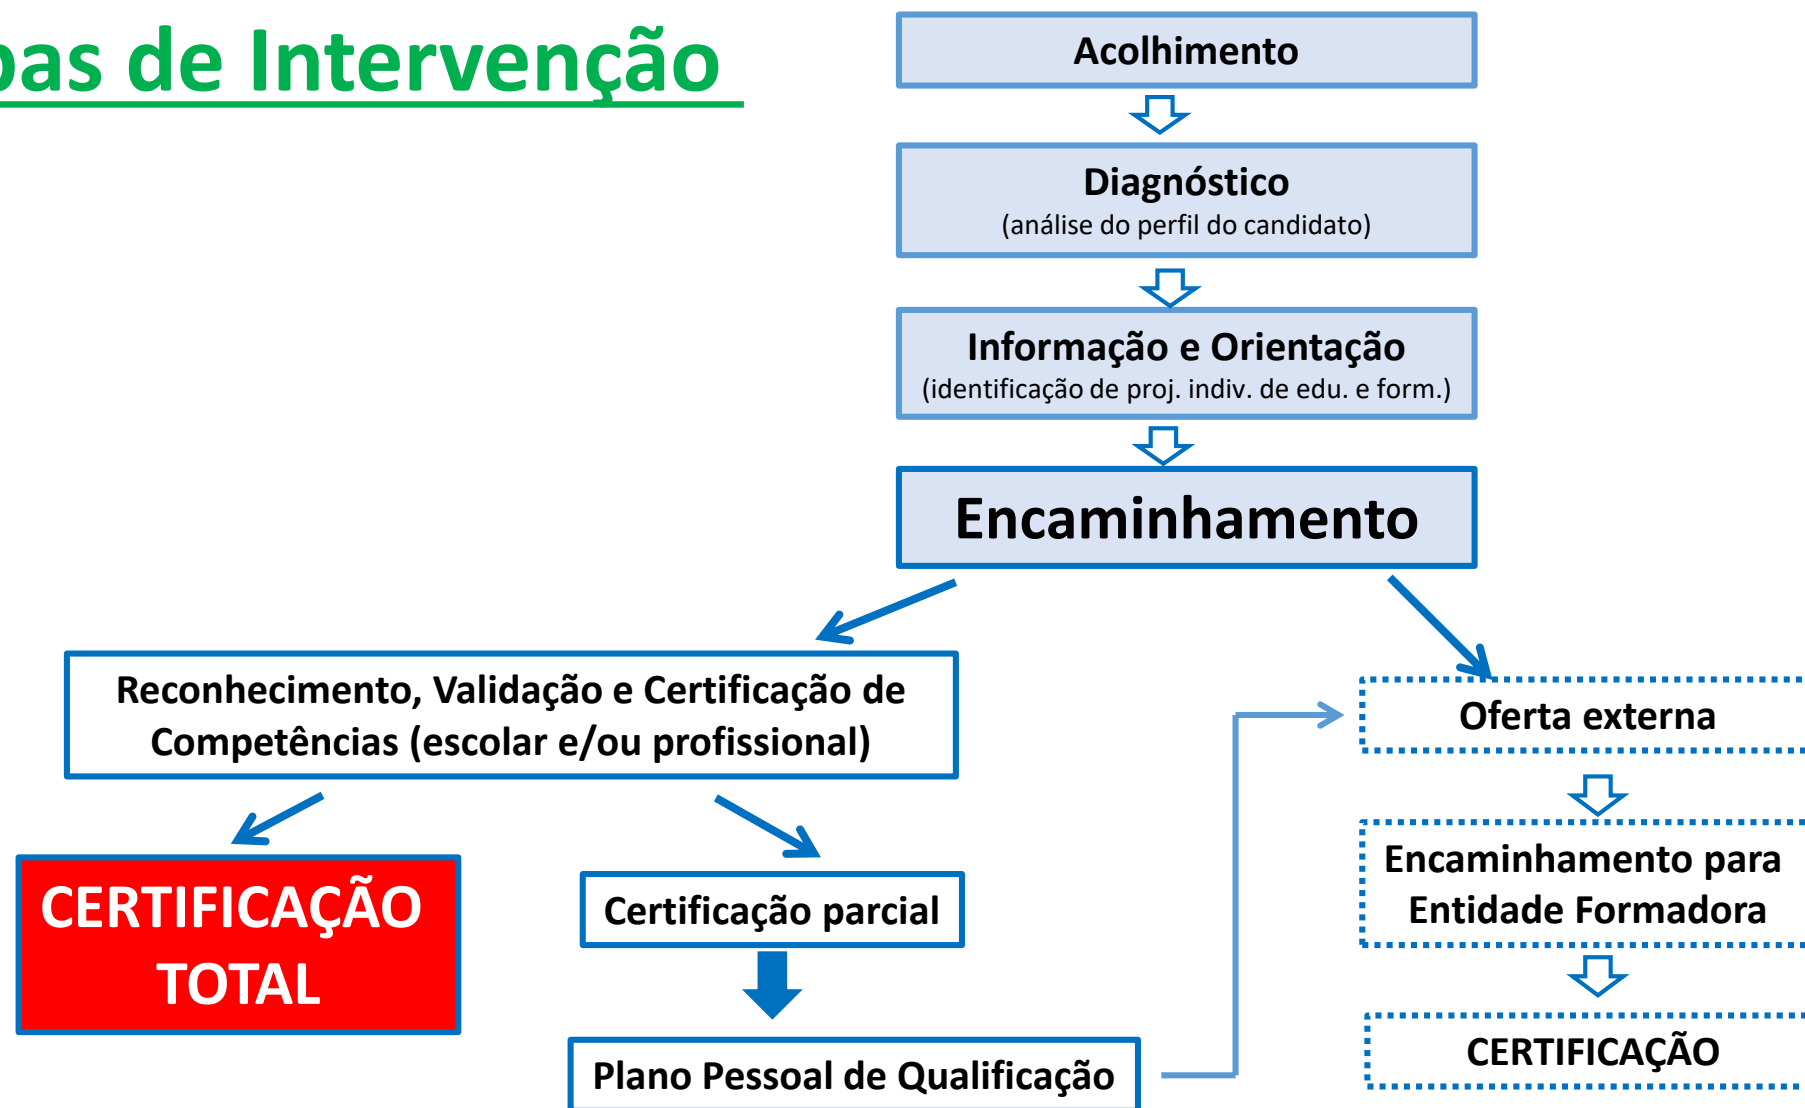 de Intervenção
Acolhimento
Diagnóstico
(análise do perfil do candidato)
Informação e Orientação
(identificação de proj. indiv. de edu. e form.)
Encaminhamento
Reconhecimento, Validação e Certificação de
Competências (escolar e/ou profissional)
Oferta externa
CERTIFICAÇÃO
TOTAL
Certificação parcial
Encaminhamento para
Entidade Formadora
Plano Pessoal de Qualificação
CERTIFICAÇÃO